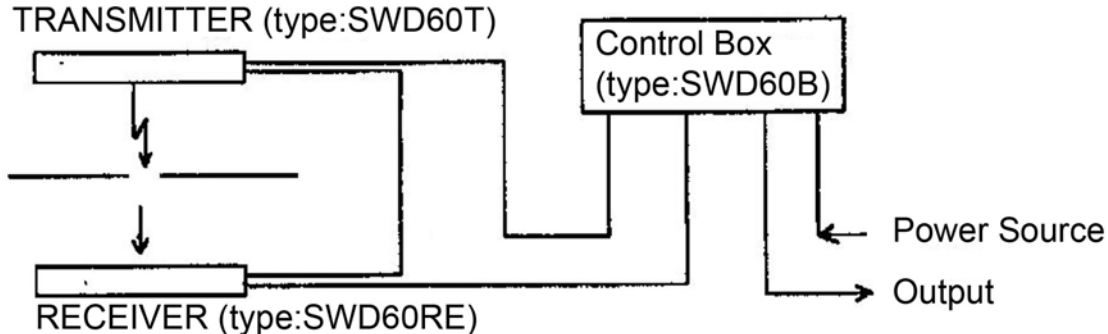 TRANSMITTER (type:SWD60T)
Control Box
(type:SWD60B)
Power Source
Output
RECEIVER (type:SWD60RE)